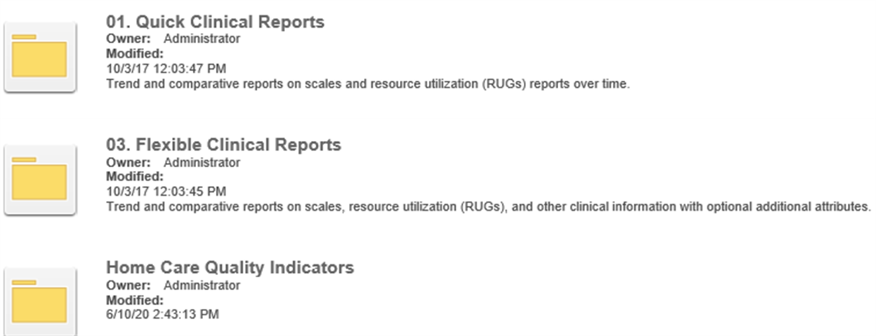 01. Quick Clinical Reports
Owner: Administrator
Modified:
10/3/17 12:03:47 PM
Trend and comparative reports on scales and resource utilization (RUGs) reports over time.
03. Flexible Clinical Reports
Owner: Administrator
Modified:
10/3/17 12:03:45 PM
Trend and comparative reports on scales, resource utilization (RUGs), and other clinical information with optional additional attributes.
Home Care Quality Indicators
Owner: Administrator
Modified:
6/10/20 2:43:13 PM